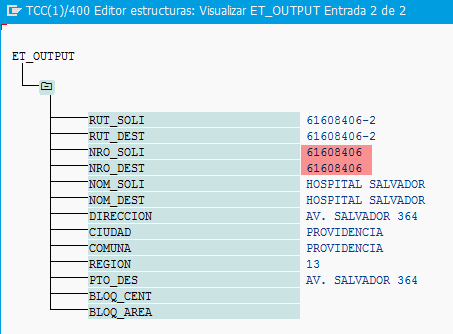 TCC(1)/400 Editor estructuras: Visualizar ET_OUTPUT Entrada 2 de 2
ET_OUTPUT
RUT_SOLI 61608406-2
RUT_DEST 61608406-2
NRO_SOLI 61608406
NRO_DEST 61608406
NOM_SOLI HOSPITAL SALVADOR
NOM_DEST HOSPITAL SALVADOR
DIRECCION AV. SALVADOR 364
CIUDAD PROVIDENCIA
COMUNA PROVIDENCIA
REGION 13
PTO_DES AV. SALVADOR 364
BLOQ_CENT
BLOQ_AREA